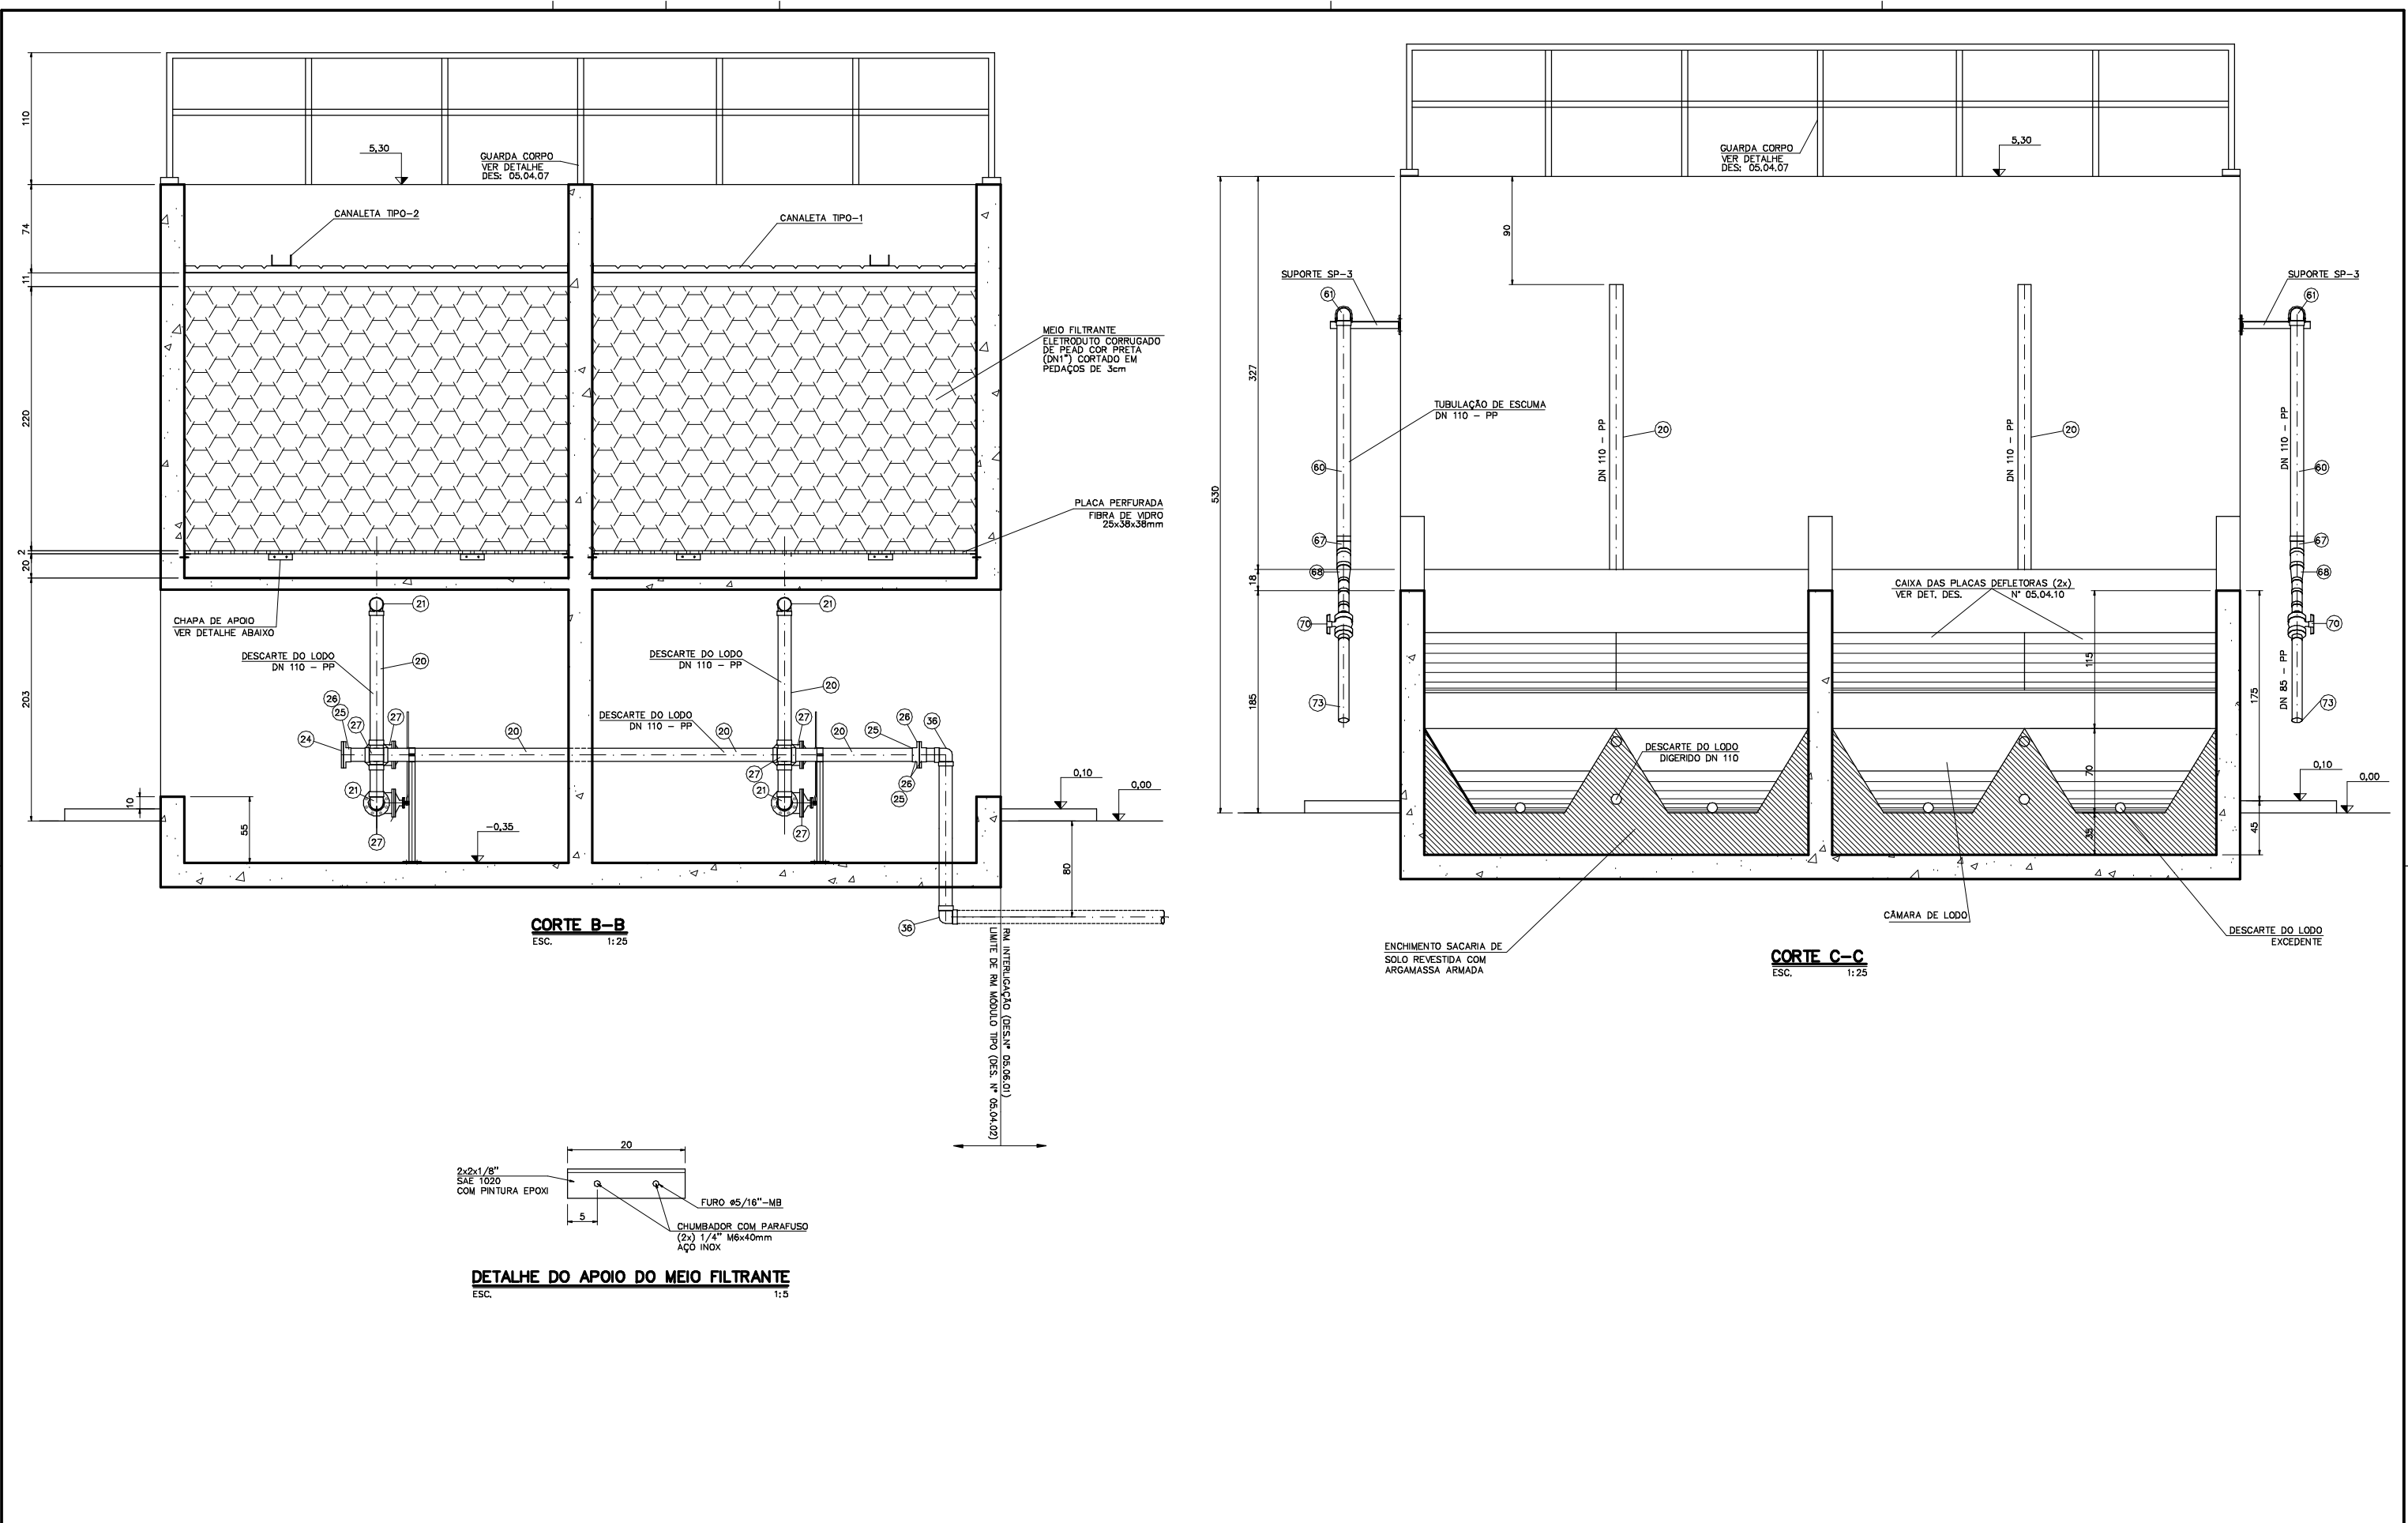 110
74
11
220
2
20
203
5,30
GUARDA CORPO
VER DETALHE
DES: 05.04.07
CANALETA TIPO-2
CANALETA TIPO-1
MEIO FILTRANTE
ELETRODUTO CORRUGADO
DE PEAD COR PRETA
(DN1") CORTADO EM
PEDAÇOS DE 3cm
PLACA PERFURADA
FIBRA DE VIDRO
25x38x38mm
CHAPA DE APOIO
VER DETALHE ABAIXO
21
21
DESCARTE DO LODO
DN 110 - PP
20
DESCARTE DO LODO
DN 110 - PP
20
26
25
27
27
24
20
DESCARTE DO LODO
DN 110 - PP
20
27
20
25
26
36
27
26
25
21
27
21
27
10
55
-0,35
0,10
0,00
80
36
CORTE B-B
ESC. 1:25
RM INTERLIGAÇÃO (DES.N° 05.06.01)
LIMITE DE RM MÓDULO TIPO (DES. N° 05.04.02)
20
2x2x1/8"
SAE 1020
COM PINTURA EPOXI
5
FURO ø5/16"-MB
CHUMBADOR COM PARAFUSO
(2x) 1/4" M6x40mm
AÇO INOX
DETALHE DO APOIO DO MEIO FILTRANTE
ESC. 1:5
GUARDA CORPO
VER DETALHE
DES: 05.04.07
5,30
90
SUPORTE SP-3
61
SUPORTE SP-3
61
530
327
18
185
TUBULAÇÃO DE ESCUMA
DN 110 - PP
DN 110 - PP
20
DN 110 - PP
20
DN 110 - PP
60
60
67
67
68
68
70
70
73
DN 85 - PP
73
CAIXA DAS PLACAS DEFLETORAS (2x)
VER DET. DES. N° 05.04.10
115
175
70
35
45
DESCARTE DO LODO
DIGERIDO DN 110
0,10
0,00
CÂMARA DE LODO
DESCARTE DO LODO
EXCEDENTE
ENCHIMENTO SACARIA DE
SOLO REVESTIDA COM
ARGAMASSA ARMADA
CORTE C-C
ESC. 1:25